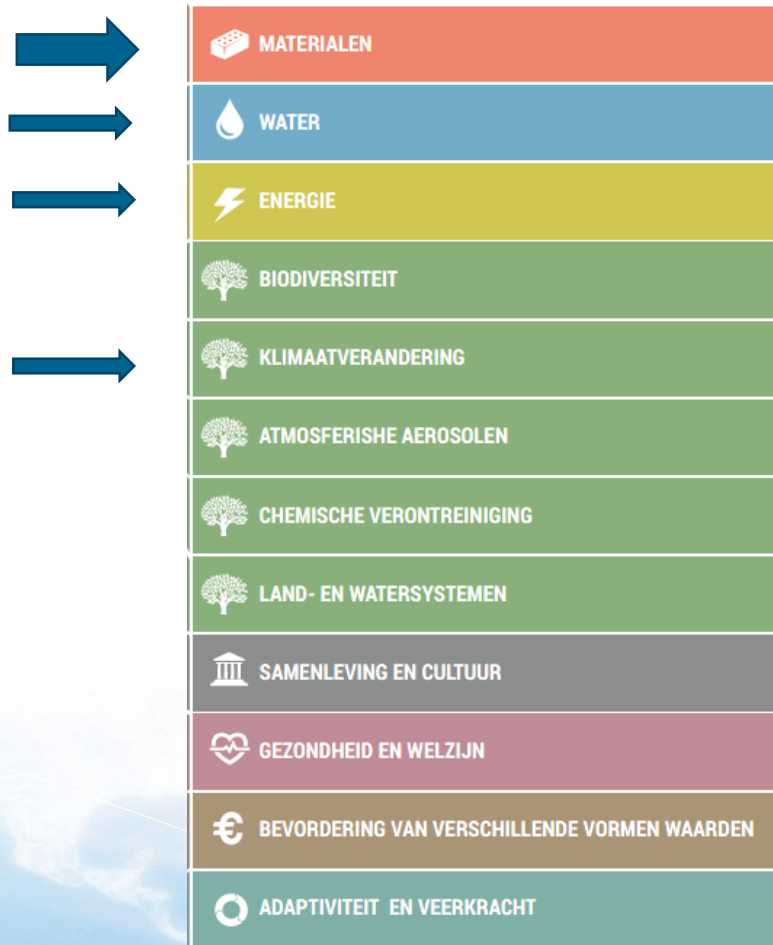 MATERIALEN
WATER
ENERGIE
BIODIVERSITEIT
KLIMAATVERANDERING
ATMOSFERISHE AEROSOLEN
CHEMISCHE VERONTREINIGING
LAND- EN WATERSYSTEMEN
SAMENLEVING EN CULTUUR
GEZONDHEID EN WELZIJN
BEVORDERING VAN VERSCHILLENDE VORMEN WAARDEN
ADAPTIVITEIT EN VEERKRACHT